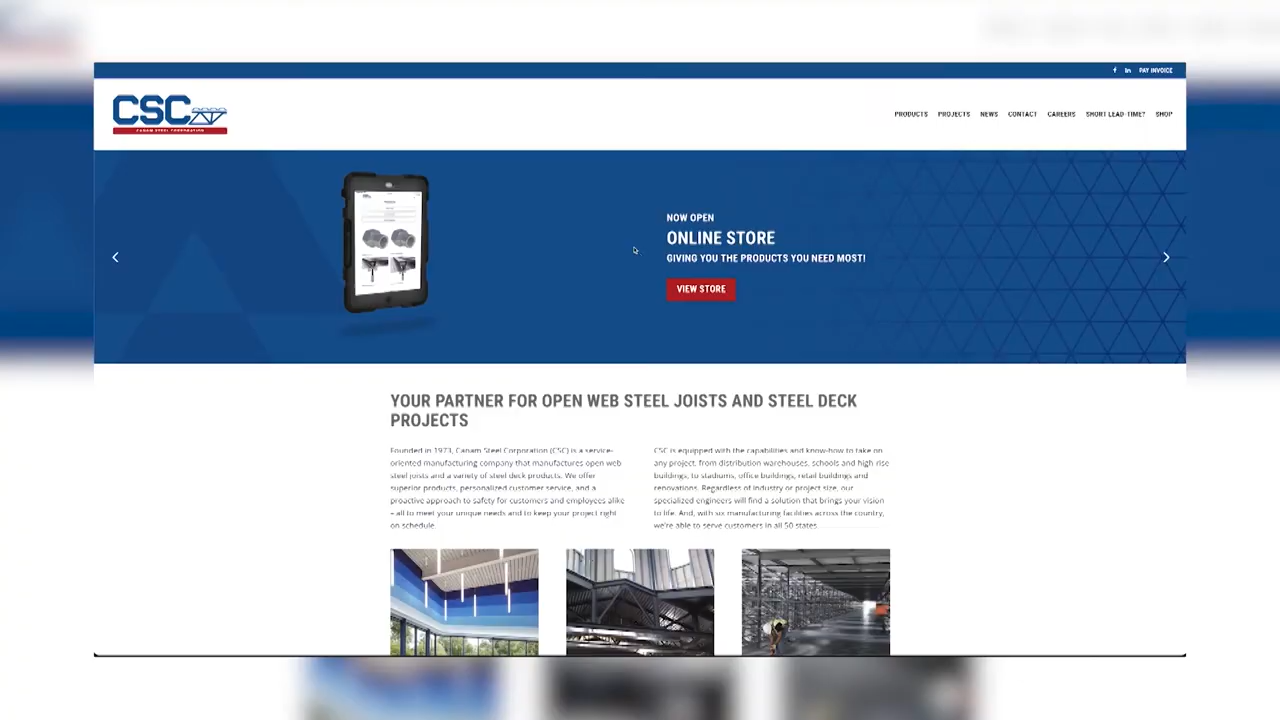 PAY INVOICE
CSC
CANAM STEEL CORPORATION
PRODUCTS PROJECTS NEWS CONTACT CAREERS SHORT LEAD-TIME? SHOP
NOW OPEN
ONLINE STORE
GIVING YOU THE PRODUCTS YOU NEED MOST!
VIEW STORE
YOUR PARTNER FOR OPEN WEB STEEL JOISTS AND STEEL DECK
PROJECTS
Founded in 1973, Canam Steel Corporation (CSC) is a service-
oriented manufacturing company that manufactures open web
steel joists and a variety of steel deck products. We offer
superior products, personalized customer service, and a
proactive approach to safety for customers and employees alike
– all to meet your unique needs and to keep your project right
on schedule.
CSC is equipped with the capabilities and know-how to take on
any project, from distribution warehouses, schools and high rise
buildings, to stadiums, office buildings, retail buildings and
renovations. Regardless of industry or project size, our
specialized engineers will find a solution that brings your vision
to life. And, with six manufacturing facilities across the country,
we're able to serve customers in all 50 states.